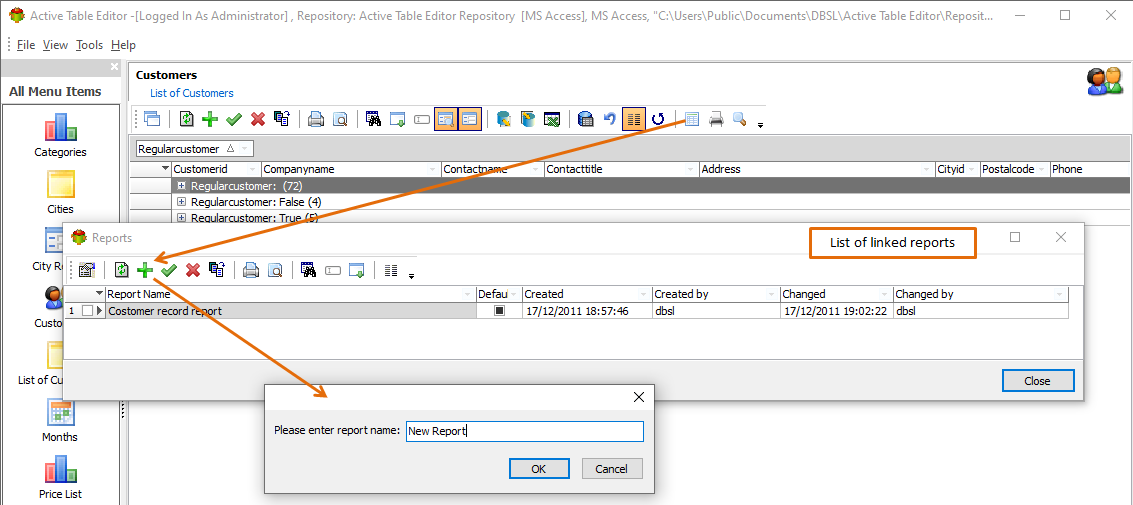 Active Table Editor -[Logged In As Administrator] , Repository: Active Table Editor Repository [MS Access], MS Access, "C:\Users\Public\Documents\DBSL\Active Table Editor\Reposit...
File View Tools Help
All Menu Items
Categories
Cities
City Re
Custo
List of Cu
Months
Price List
Customers
List of Customers
Regularcustomer
Customerid Companyname Contactname Contacttitle Address Cityid Postalcode Phone
Regularcustomer: (72)
Regularcustomer: False (4)
Regularcustomer: True (5)
Reports
List of linked reports
Report Name Defau Created Created by Changed Changed by
1 Costomer record report 17/12/2011 18:57:46 dbsl 17/12/2011 19:02:22 dbsl
Close
Please enter report name: New Report
OK Cancel